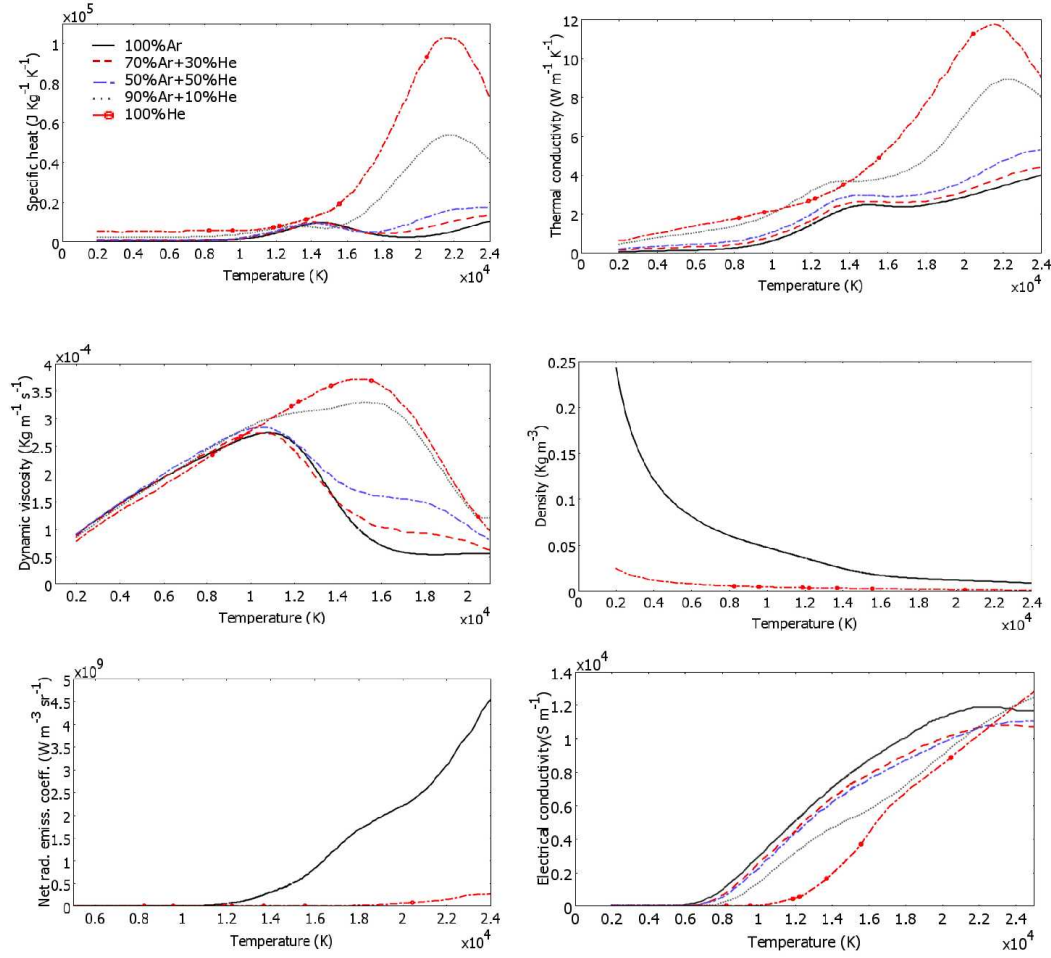 x10^5
Specific heat (J Kg^-1 K^-1)
1
0.8
0.6
0.4
0.2
0
100%Ar
70%Ar+30%He
50%Ar+50%He
90%Ar+10%He
100%He
0.2 0.4 0.6 0.8 1 1.2 1.4 1.6 1.8 2 2.2 2.4
Temperature (K)
x10^4
Thermal conductivity (W m^-1 K^-1)
12
10
8
6
4
2
0
0.2 0.4 0.6 0.8 1 1.2 1.4 1.6 1.8 2 2.2 2.4
Temperature (K)
x10^4
x10^-4
Dynamic viscosity (Kg m^-1 s^-1)
4
3.5
3
2.5
2
1.5
1
0.5
0
0.2 0.4 0.6 0.8 1 1.2 1.4 1.6 1.8 2
Temperature (K)
x10^4
Density (Kg m^-3)
0.25
0.2
0.15
0.1
0.05
0
0.2 0.4 0.6 0.8 1 1.2 1.4 1.6 1.8 2 2.2 2.4
Temperature (K)
x10^4
x10^9
Net rad. emiss. coeff. (W m^-3 sr^-1)
5
4.5
4
3.5
3
2.5
2
1.5
1
0.5
0
0.6 0.8 1 1.2 1.4 1.6 1.8 2 2.2 2.4
Temperature (K)
x10^4
x10^4
Electrical conductivity(S m^-1)
1.4
1.2
1
0.8
0.6
0.4
0.2
0
0.2 0.4 0.6 0.8 1 1.2 1.4 1.6 1.8 2 2.2 2.4
Temperature (K)
x10^4